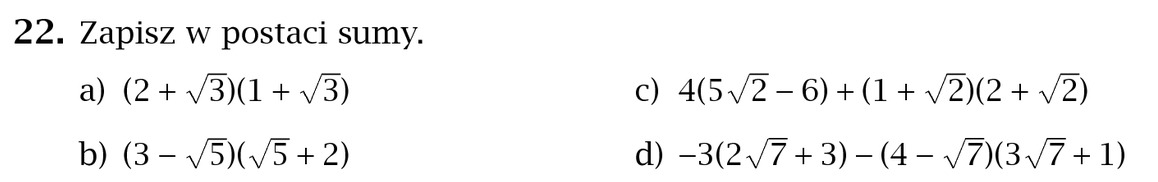 22. Zapisz w postaci sumy.
a) (2 + √3)(1 + √3)
c) 4(5√2 – 6) + (1 + √2)(2 + √2)
b) (3 – √5)(√5 + 2)
d) –3(2√7 + 3) – (4 – √7)(3√7 + 1)